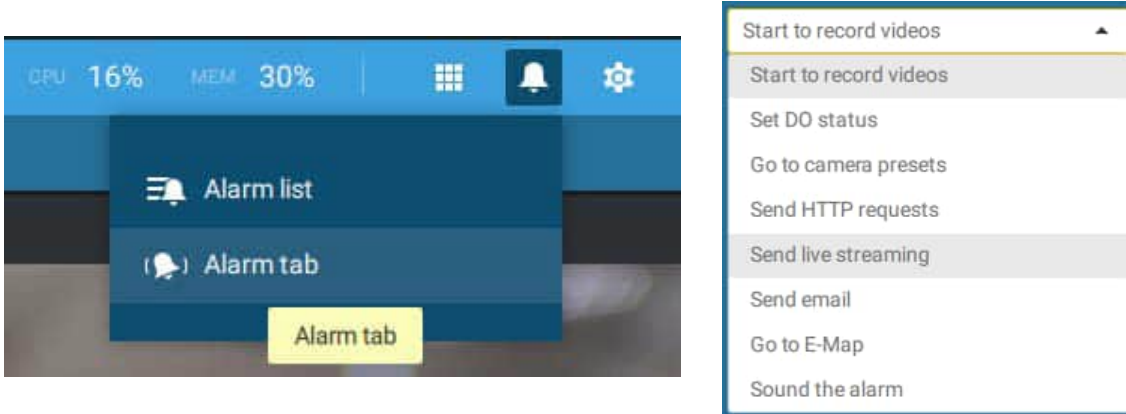 CPU 16% MEM 30%
Alarm list
Alarm tab
Alarm tab
Start to record videos
Start to record videos
Set DO status
Go to camera presets
Send HTTP requests
Send live streaming
Send email
Go to E-Map
Sound the alarm